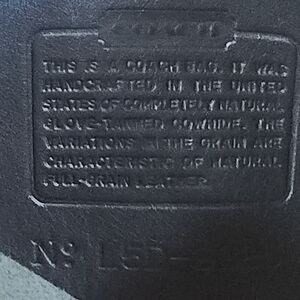 COACH
THIS IS A COACH BAG. IT WAS
HANDCRAFTED IN THE UNITED
STATES OF COMPLETELY NATURAL
GLOVE-TANNED COWHIDE. THE
VARIATIONS IN THE GRAIN ARE
CHARACTERISTIC OF NATURAL
FULL-GRAIN LEATHER.
No